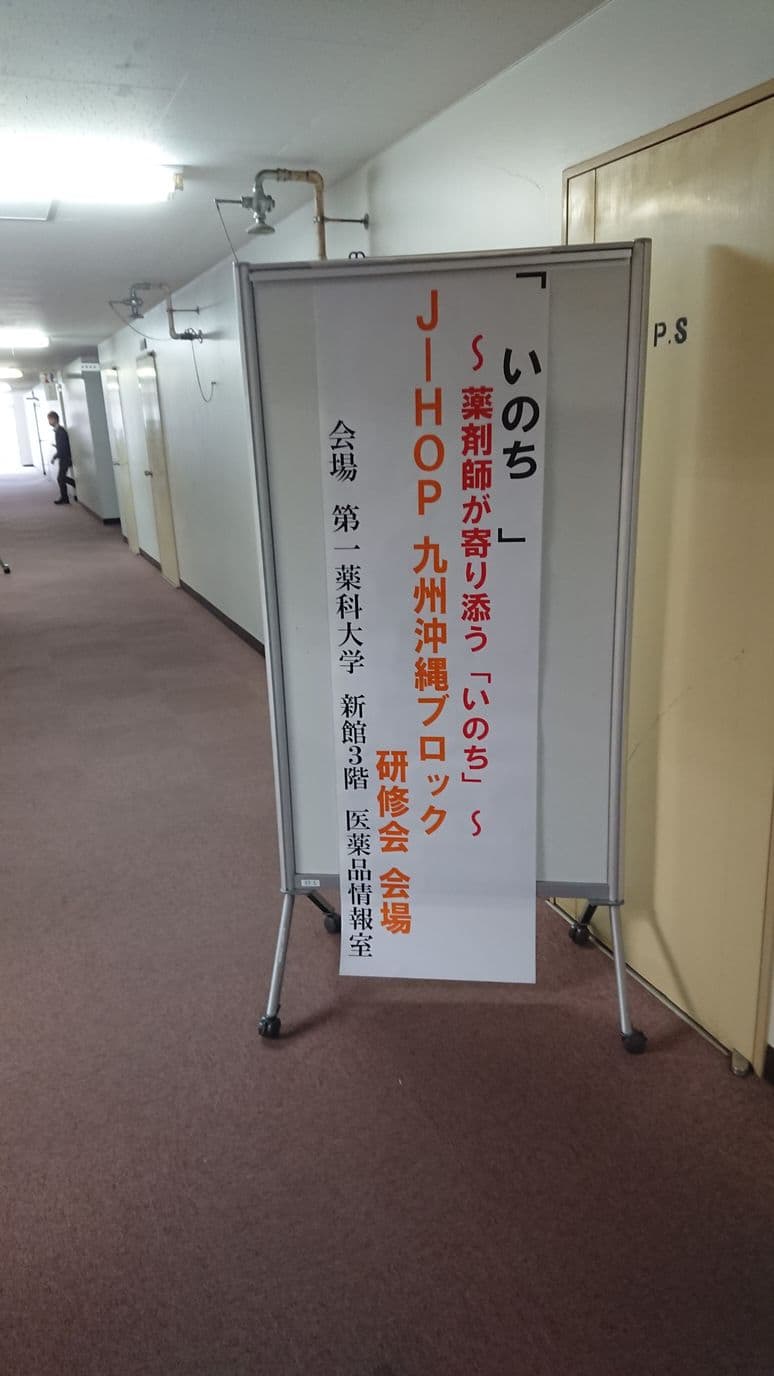 「いのち」
~薬剤師が寄り添う「いのち」~
J-HOP 九州沖縄ブロック
研修会 会場
会場 第一薬科大学 新館3階 医薬品情報室
P.S